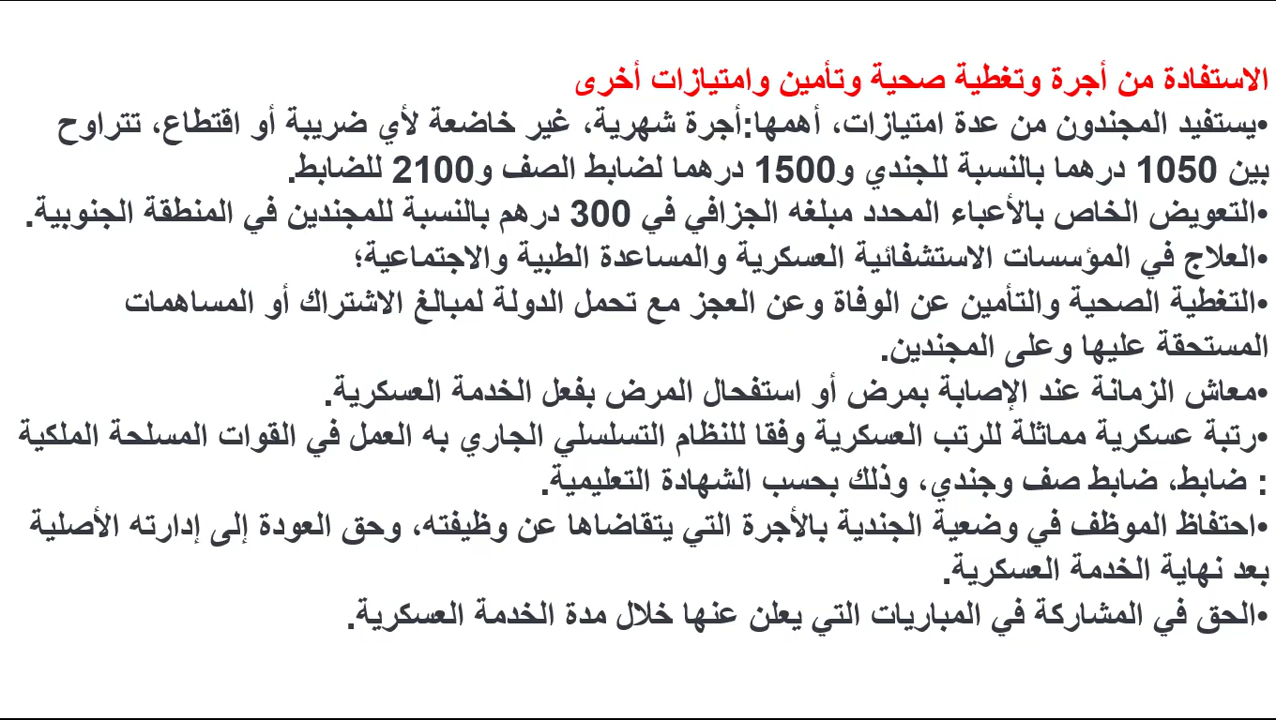 الاستفادة من أجرة وتغطية صحية وتأمين وامتيازات أخرى
•يستفيد المجندون من عدة امتيازات، أهمها:أجرة شهرية، غير خاضعة لأي ضريبة أو اقتطاع، تتراوح
بين 1050 درهما بالنسبة للجندي و1500 درهما لضابط الصف و2100 للضابط.
•التعويض الخاص بالأعباء المحدد مبلغه الجزافي في 300 درهم بالنسبة للمجندين في المنطقة الجنوبية.
•العلاج في المؤسسات الاستشفائية العسكرية والمساعدة الطبية والاجتماعية؛
•التغطية الصحية والتأمين عن الوفاة وعن العجز مع تحمل الدولة لمبالغ الاشتراك أو المساهمات
المستحقة عليها وعلى المجندين.
•معاش الزمانة عند الإصابة بمرض أو استفحال المرض بفعل الخدمة العسكرية.
•رتبة عسكرية مماثلة للرتب العسكرية وفقا للنظام التسلسلي الجاري به العمل في القوات المسلحة الملكية
: ضابط، ضابط صف وجندي، وذلك بحسب الشهادة التعليمية.
•احتفاظ الموظف في وضعية الجندية بالأجرة التي يتقاضاها عن وظيفته، وحق العودة إلى إدارته الأصلية
بعد نهاية الخدمة العسكرية.
•الحق في المشاركة في المباريات التي يعلن عنها خلال مدة الخدمة العسكرية.